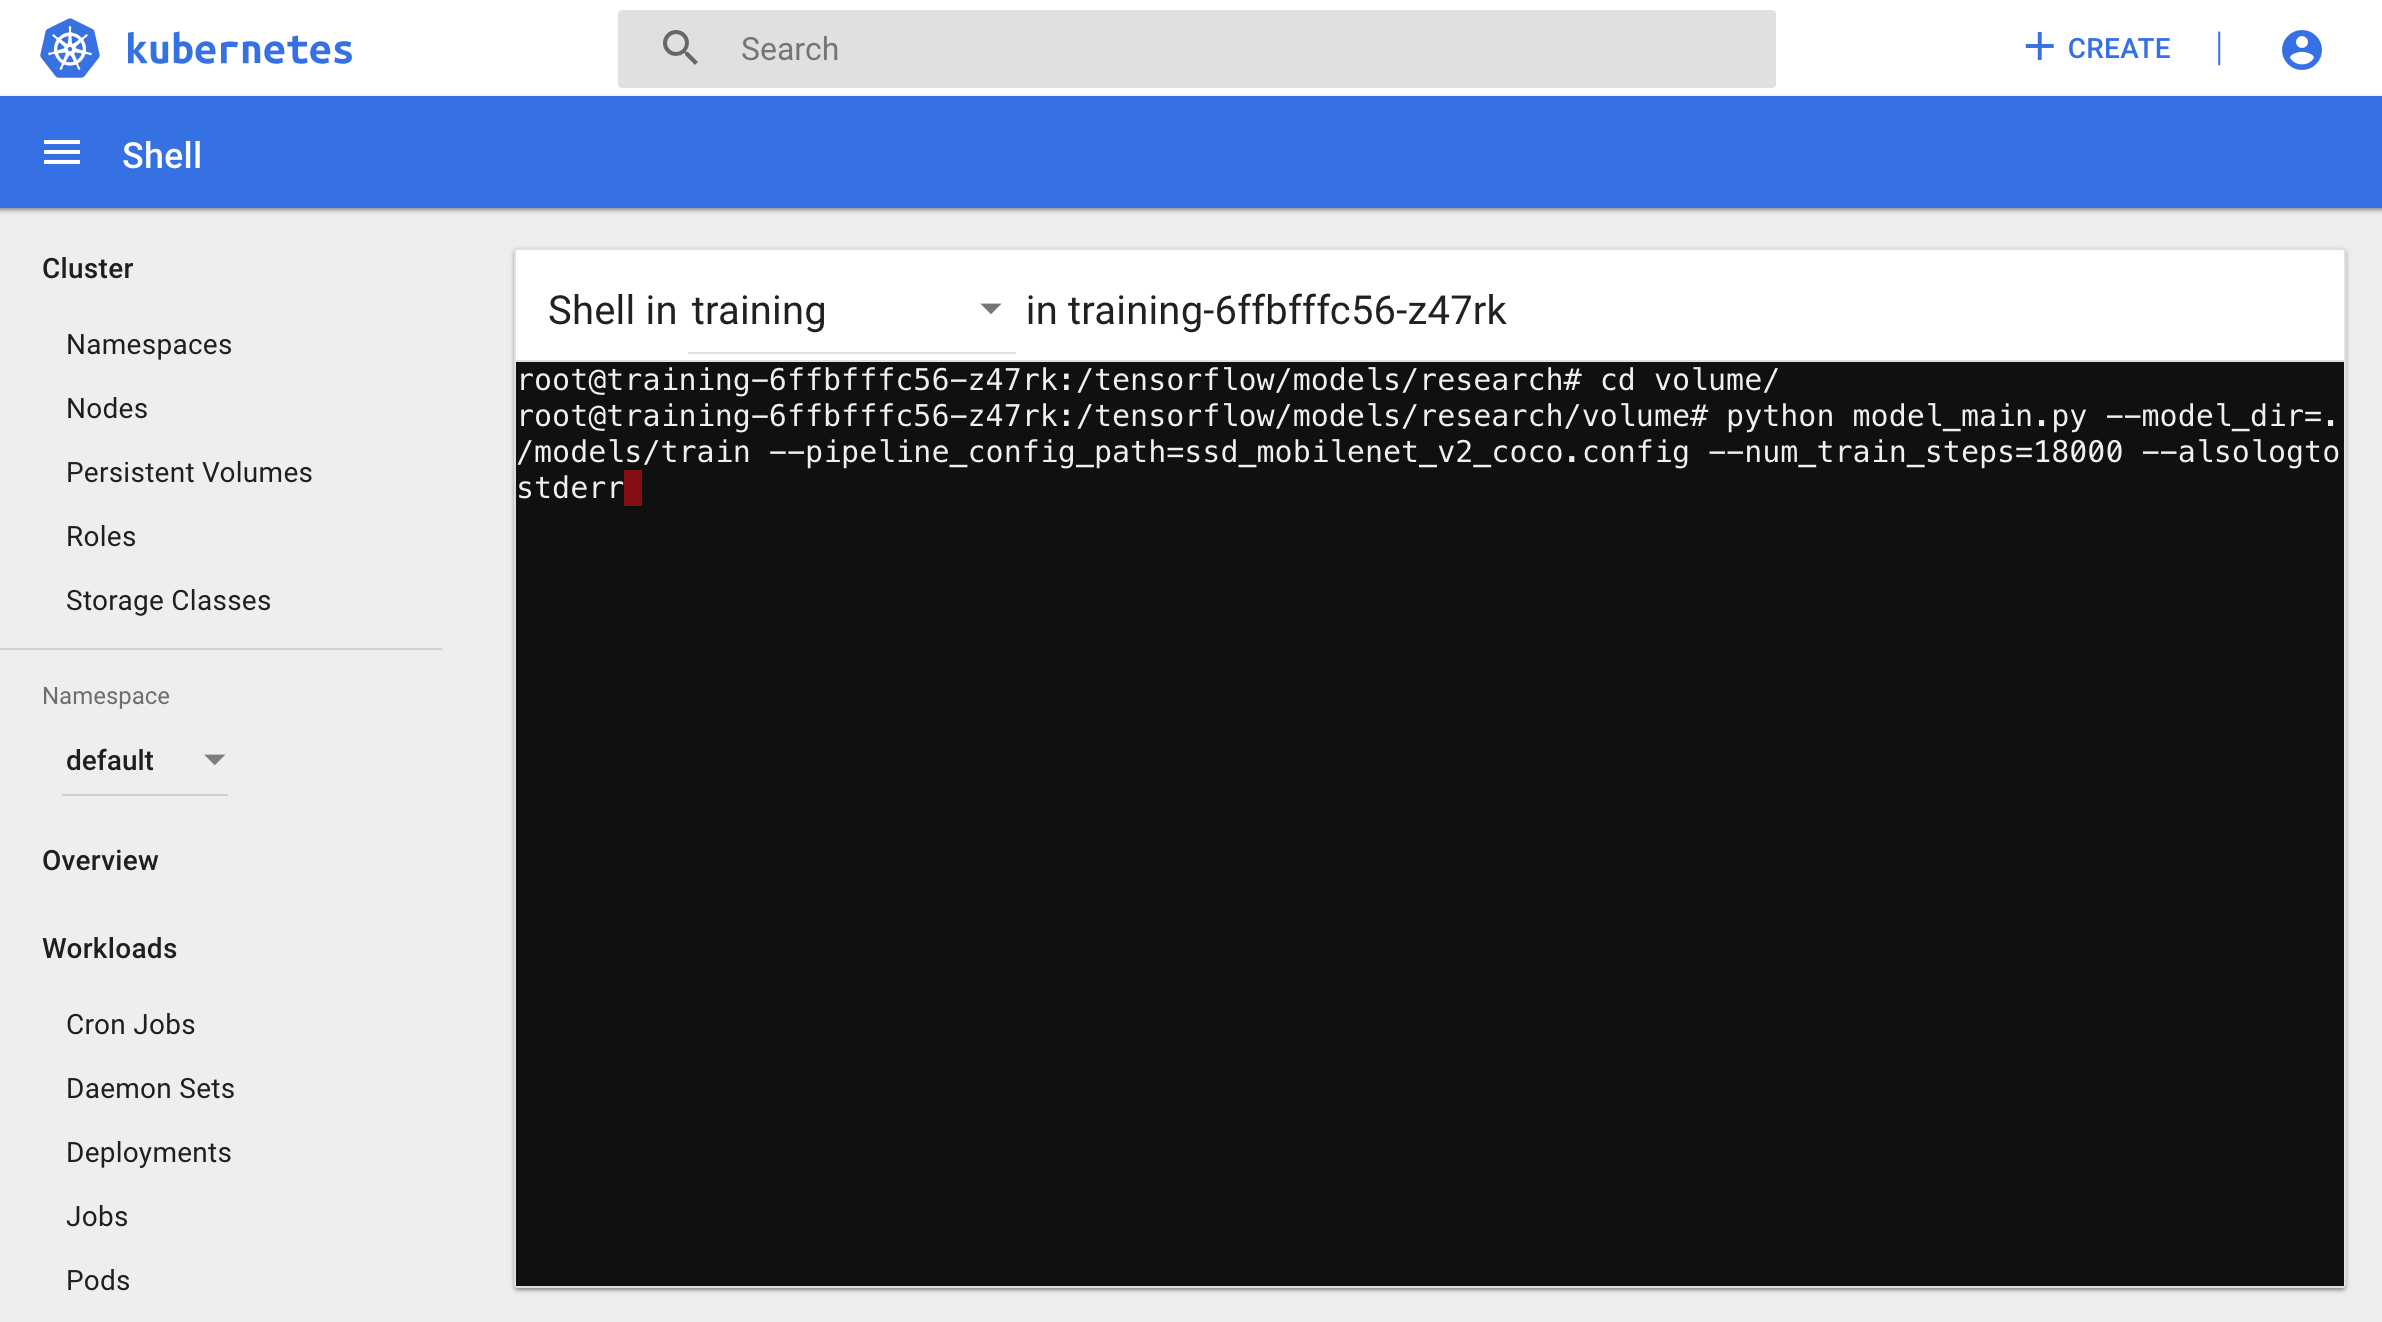 kubernetes
Search
CREATE
Shell
Cluster
Namespaces
Nodes
Persistent Volumes
Roles
Storage Classes
Namespace
default
Overview
Workloads
Cron Jobs
Daemon Sets
Deployments
Jobs
Pods
Shell in training in training-6ffbfffc56-z47rk
root@training-6ffbfffc56-z47rk:/tensorflow/models/research# cd volume/
root@training-6ffbfffc56-z47rk:/tensorflow/models/research/volume# python model_main.py --model_dir=.
/models/train --pipeline_config_path=ssd_mobilenet_v2_coco.config --num_train_steps=18000 --alsologto
stderr